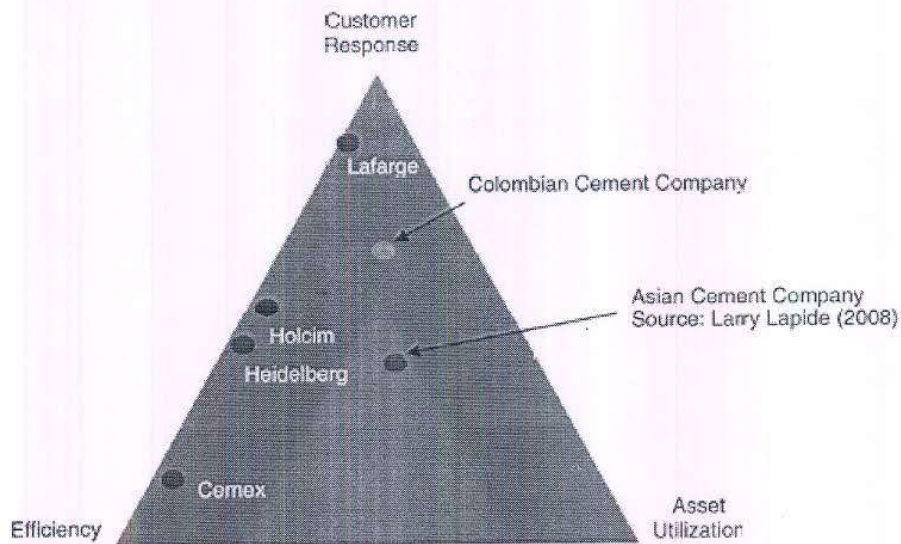 Customer
Response
Lafarge
Colombian Cement Company
Asian Cement Company
Source: Larry Lapide (2008)
Holcim
Heidelberg
Cemex
Efficiency
Asset
Utilization